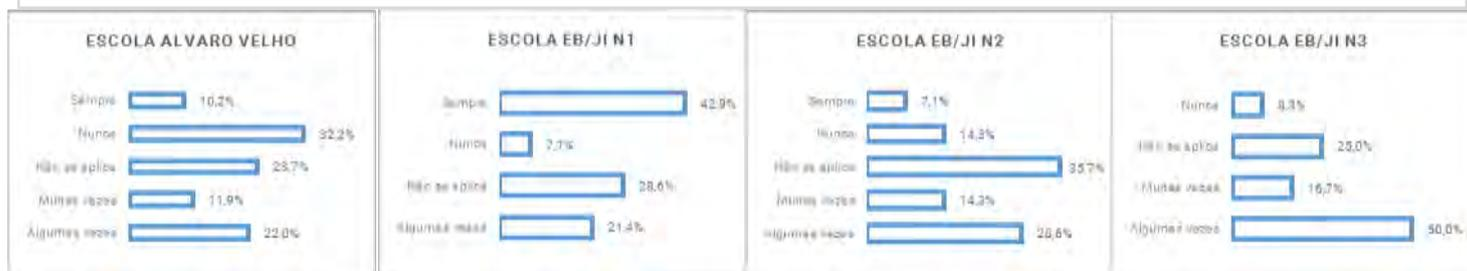 ESCOLA ALVARO VELHO
Sempre 10,2%
Nunca 32,2%
Não se aplica 23,7%
Muitas vezes 11,9%
Algumas vezes 22,0%
ESCOLA EB/JI N1
Sempre 42,9%
Nunca 7,1%
Não se aplica 28,6%
Algumas vezes 21,4%
ESCOLA EB/JI N2
Sempre 7,1%
Nunca 14,3%
Não se aplica 35,7%
Muitas vezes 14,3%
Algumas vezes 28,6%
ESCOLA EB/JI N3
Nunca 8,3%
Não se aplica 25,0%
Muitas vezes 16,7%
Algumas vezes 50,0%